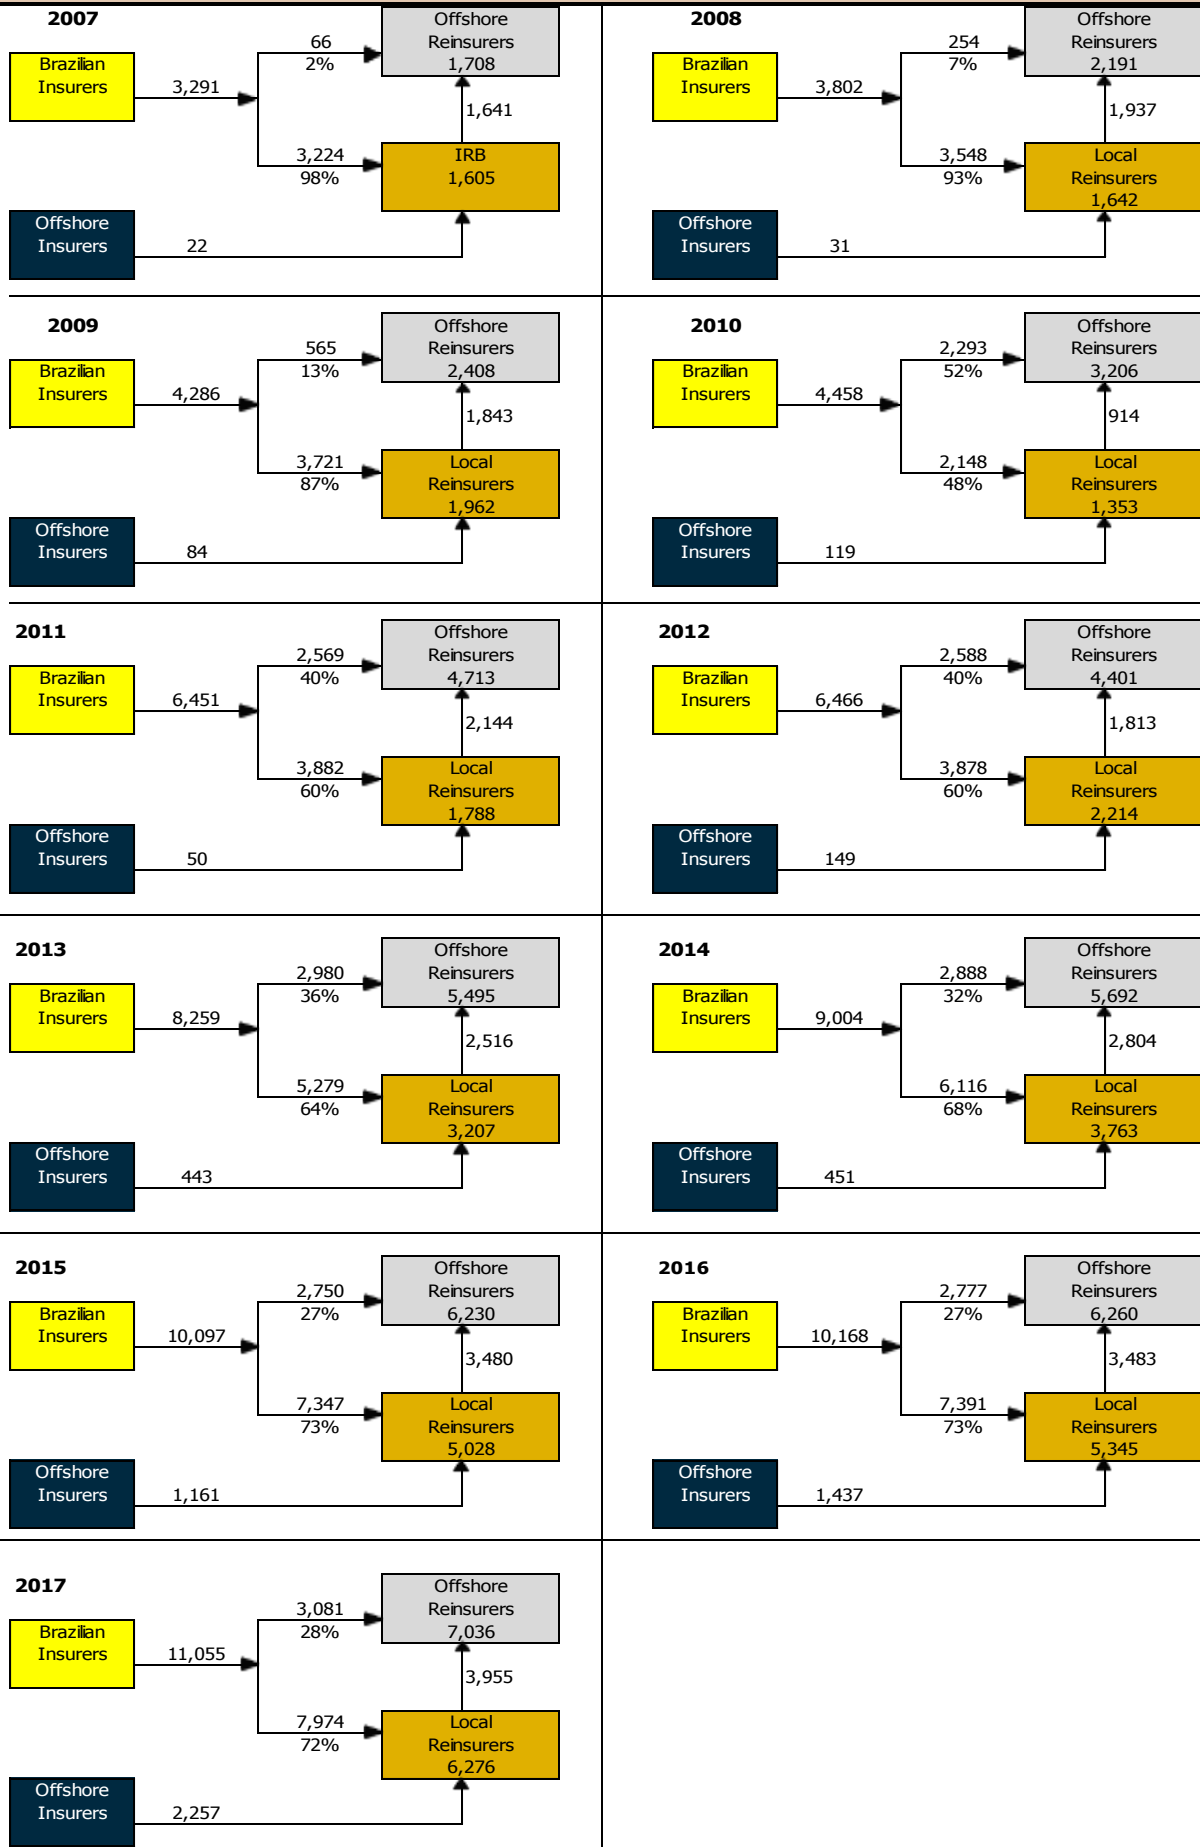 2007
Offshore
Reinsurers
1,708
66
2%
Brazilian
Insurers
3,291
1,641
3,224
98%
IRB
1,605
Offshore
Insurers
22
2008
Offshore
Reinsurers
2,191
254
7%
Brazilian
Insurers
3,802
1,937
3,548
93%
Local
Reinsurers
1,642
Offshore
Insurers
31
2009
Offshore
Reinsurers
2,408
565
13%
Brazilian
Insurers
4,286
1,843
3,721
87%
Local
Reinsurers
1,962
Offshore
Insurers
84
2010
Offshore
Reinsurers
3,206
2,293
52%
Brazilian
Insurers
4,458
914
2,148
48%
Local
Reinsurers
1,353
Offshore
Insurers
119
2011
Offshore
Reinsurers
4,713
2,569
40%
Brazilian
Insurers
6,451
2,144
3,882
60%
Local
Reinsurers
1,788
Offshore
Insurers
50
2012
Offshore
Reinsurers
4,401
2,588
40%
Brazilian
Insurers
6,466
1,813
3,878
60%
Local
Reinsurers
2,214
Offshore
Insurers
149
2013
Offshore
Reinsurers
5,495
2,980
36%
Brazilian
Insurers
8,259
2,516
5,279
64%
Local
Reinsurers
3,207
Offshore
Insurers
443
2014
Offshore
Reinsurers
5,692
2,888
32%
Brazilian
Insurers
9,004
2,804
6,116
68%
Local
Reinsurers
3,763
Offshore
Insurers
451
2015
Offshore
Reinsurers
6,230
2,750
27%
Brazilian
Insurers
10,097
3,480
7,347
73%
Local
Reinsurers
5,028
Offshore
Insurers
1,161
2016
Offshore
Reinsurers
6,260
2,777
27%
Brazilian
Insurers
10,168
3,483
7,391
73%
Local
Reinsurers
5,345
Offshore
Insurers
1,437
2017
Offshore
Reinsurers
7,036
3,081
28%
Brazilian
Insurers
11,055
3,955
7,974
72%
Local
Reinsurers
6,276
Offshore
Insurers
2,257